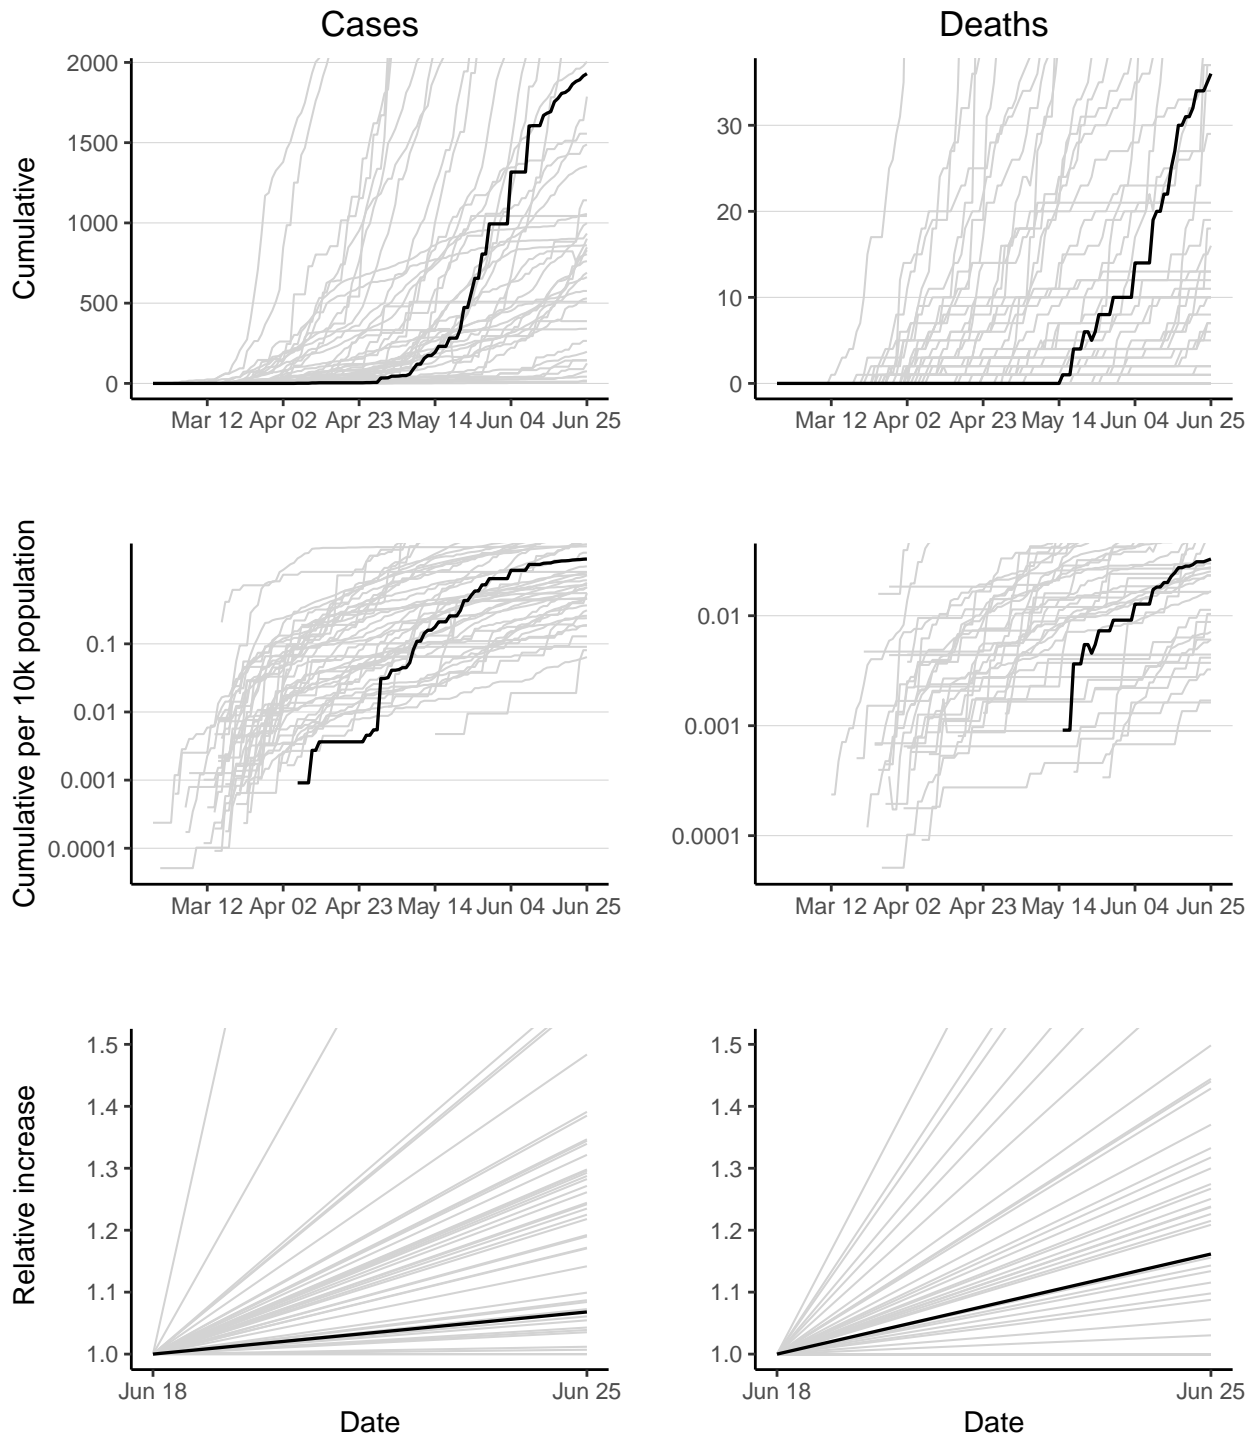 Cases
Deaths
Cumulative
2000
1500
1000
500
0
Mar 12 Apr 02 Apr 23 May 14 Jun 04 Jun 25
30
20
10
0
Mar 12 Apr 02 Apr 23 May 14 Jun 04 Jun 25
Cumulative per 10k population
0.1
0.01
0.001
0.0001
Mar 12 Apr 02 Apr 23 May 14 Jun 04 Jun 25
0.01
0.001
0.0001
Mar 12 Apr 02 Apr 23 May 14 Jun 04 Jun 25
Relative increase
1.5
1.4
1.3
1.2
1.1
1.0
Jun 18 Jun 25
Date
1.5
1.4
1.3
1.2
1.1
1.0
Jun 18 Jun 25
Date